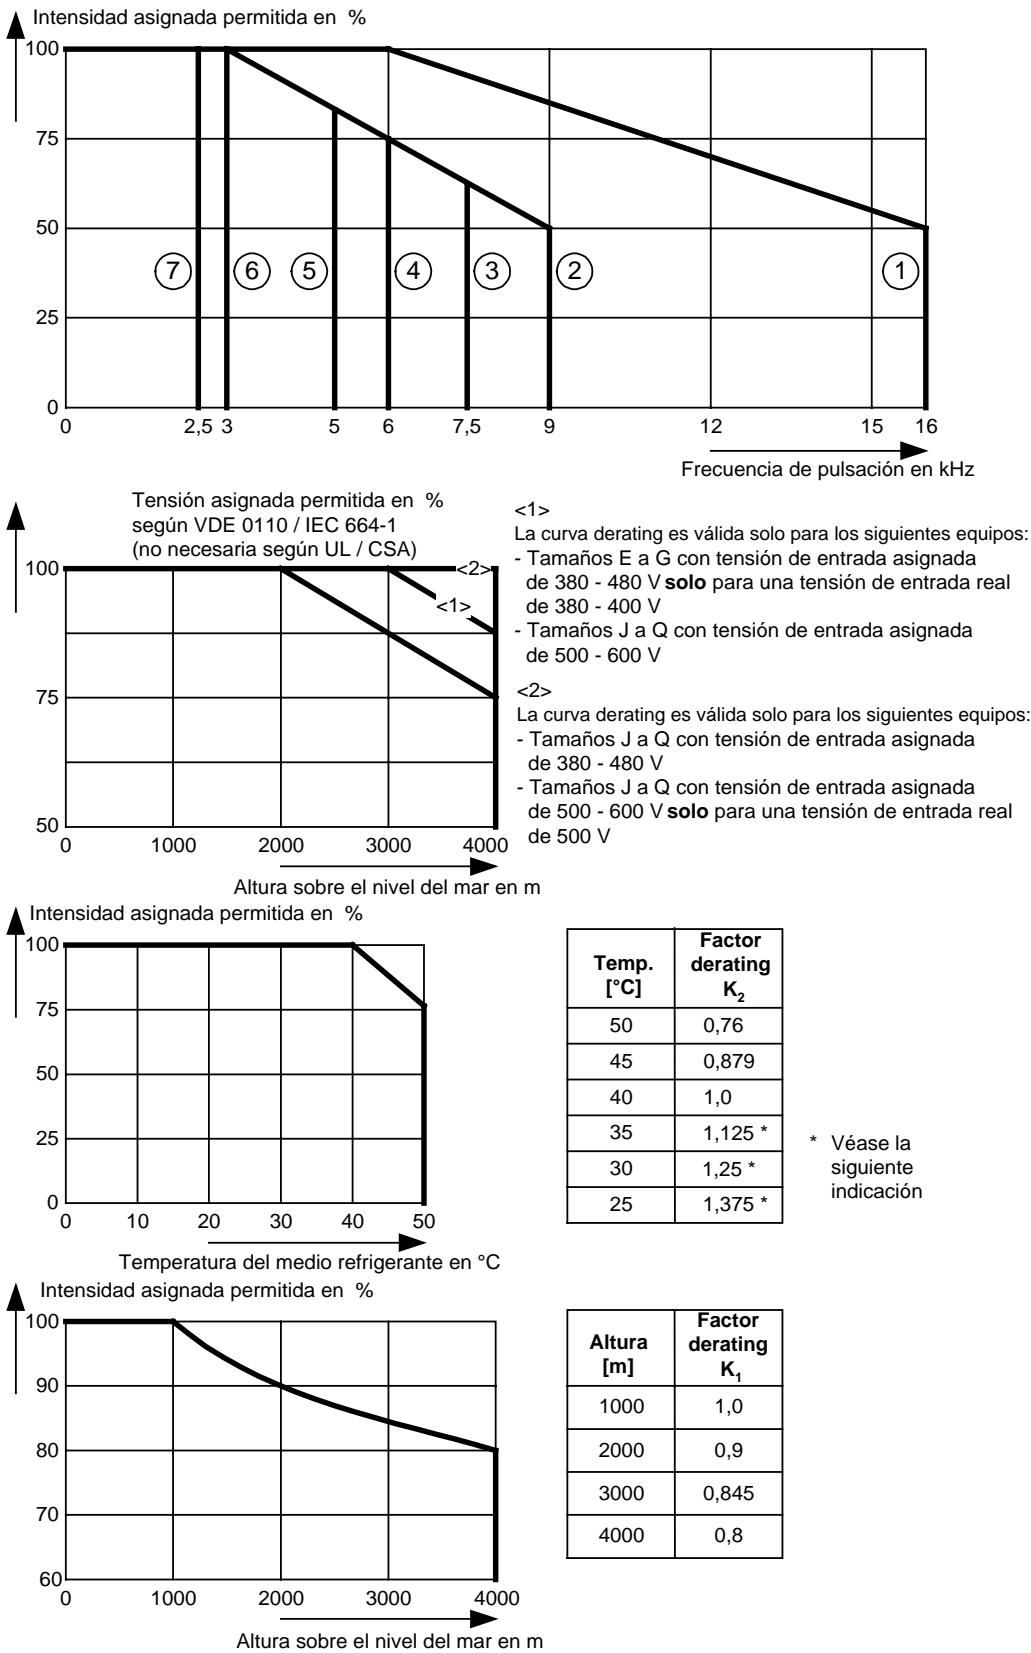 Intensidad asignada permitida en %
100
75
50
7 6 5 4 3 2 1
25
0
0 2,5 3 5 6 7,5 9 12 15 16
Frecuencia de pulsación en kHz
Tensión asignada permitida en %
según VDE 0110 / IEC 664-1
(no necesaria según UL / CSA)
100
<2>
<1>
75
50
0 1000 2000 3000 4000
Altura sobre el nivel del mar en m
<1>
La curva derating es válida solo para los siguientes equipos:
- Tamaños E a G con tensión de entrada asignada
de 380 - 480 V solo para una tensión de entrada real
de 380 - 400 V
- Tamaños J a Q con tensión de entrada asignada
de 500 - 600 V
<2>
La curva derating es válida solo para los siguientes equipos:
- Tamaños J a Q con tensión de entrada asignada
de 380 - 480 V
- Tamaños J a Q con tensión de entrada asignada
de 500 - 600 V solo para una tensión de entrada real
de 500 V
Intensidad asignada permitida en %
100
75
50
25
0
0 10 20 30 40 50
Temperatura del medio refrigerante en °C
Temp. [°C] Factor derating K2
50 0,76
45 0,879
40 1,0
35 1,125 *
30 1,25 *
25 1,375 *
* Véase la
siguiente
indicación
Intensidad asignada permitida en %
100
90
80
70
60
0 1000 2000 3000 4000
Altura sobre el nivel del mar en m
Altura [m] Factor derating K1
1000 1,0
2000 0,9
3000 0,845
4000 0,8